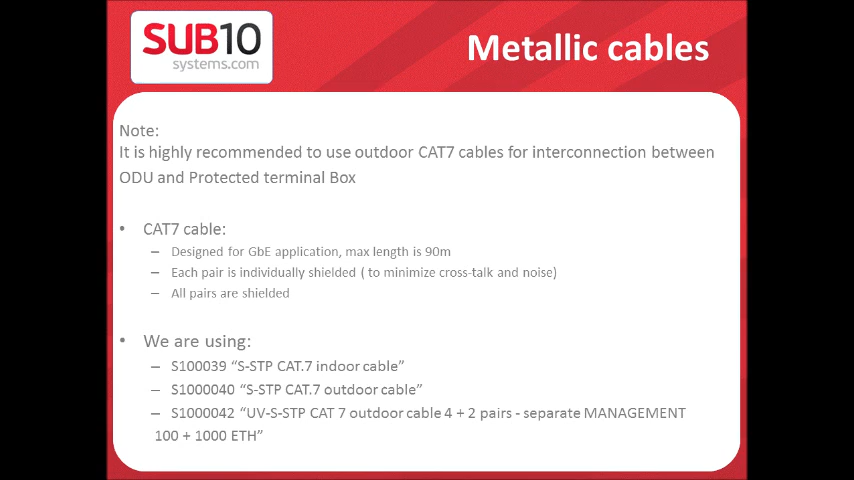 SUB10
systems.com
Metallic cables
Note:
It is highly recommended to use outdoor CAT7 cables for interconnection between
ODU and Protected terminal Box
• CAT7 cable:
– Designed for GbE application, max length is 90m
– Each pair is individually shielded ( to minimize cross-talk and noise)
– All pairs are shielded
• We are using:
– S100039 “S-STP CAT.7 indoor cable”
– S1000040 “S-STP CAT.7 outdoor cable”
– S1000042 “UV-S-STP CAT 7 outdoor cable 4 + 2 pairs - separate MANAGEMENT
100 + 1000 ETH”